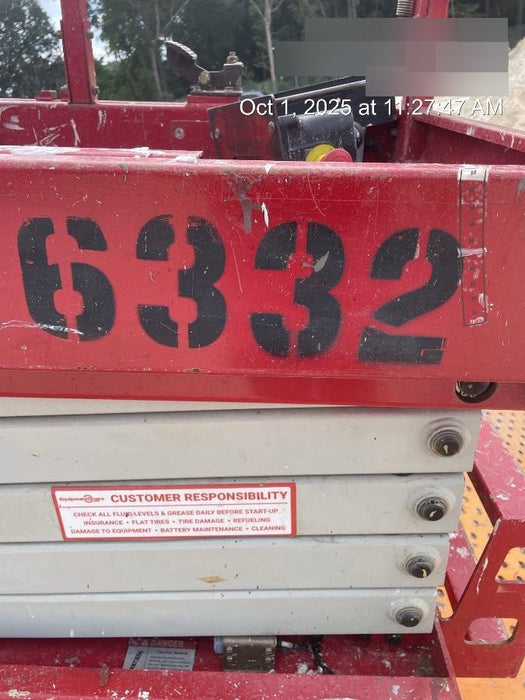 Oct 1, 2025 at 11:27:47 AM
6332
CUSTOMER RESPONSIBILITY
CHECK ALL FLUID LEVELS & GREASE DAILY BEFORE START-UP
INSURANCE • FLAT TIRES • TIRE DAMAGE • REFUELING
DAMAGE TO EQUIPMENT • BATTERY MAINTENANCE • CLEANING
DANGER